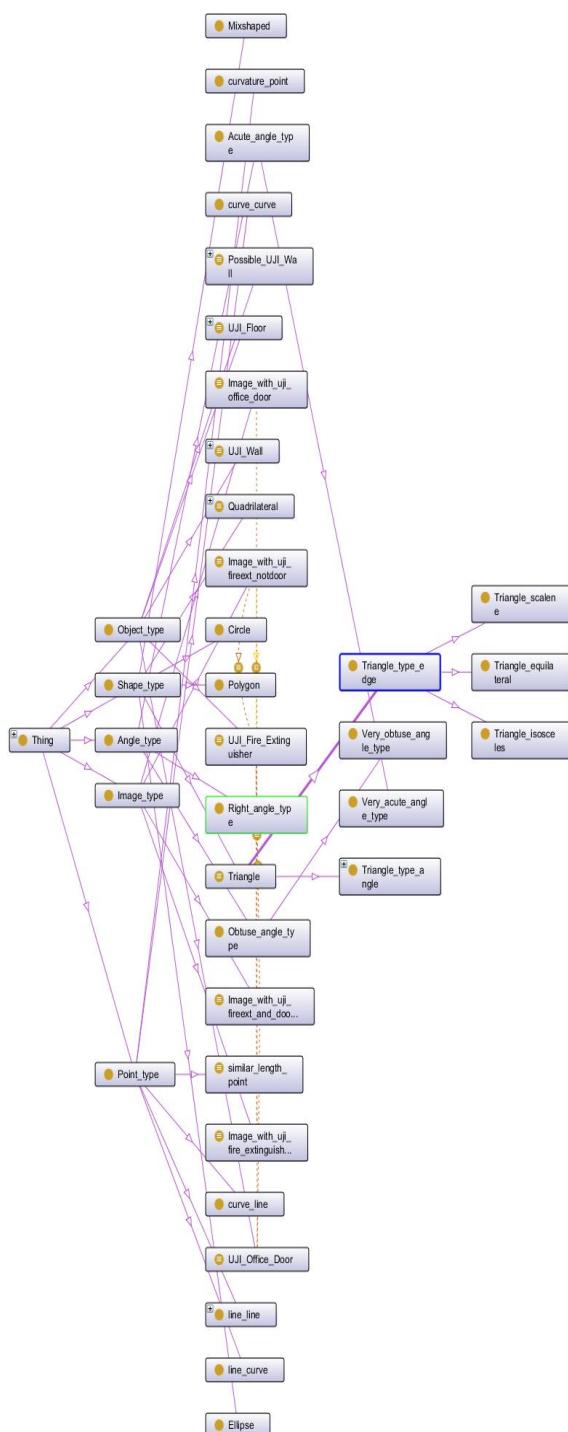 Mixshaped
curvature_point
Acute_angle_typ
e
curve_curve
Possible_UJI_Wa
ll
UJI_Floor
Image_with_uji_
office_door
UJI_Wall
Quadrilateral
Image_with_uji_
fireext_notdoor
Object_type
Circle
Shape_type
Polygon
Thing
Angle_type
UJI_Fire_Exting
uisher
Image_type
Right_angle_typ
e
Triangle
Obtuse_angle_ty
pe
Image_with_uji_
fireext_and_doo...
Point_type
similar_length_
point
Image_with_uji_
fire_extinguish...
curve_line
UJI_Office_Door
line_line
line_curve
Ellipse
Triangle_type_e
dge
Very_obtuse_an
gle_type
Very_acute_angl
e_type
Triangle_type_a
ngle
Triangle_scalen
e
Triangle_equila
teral
Triangle_isosce
les